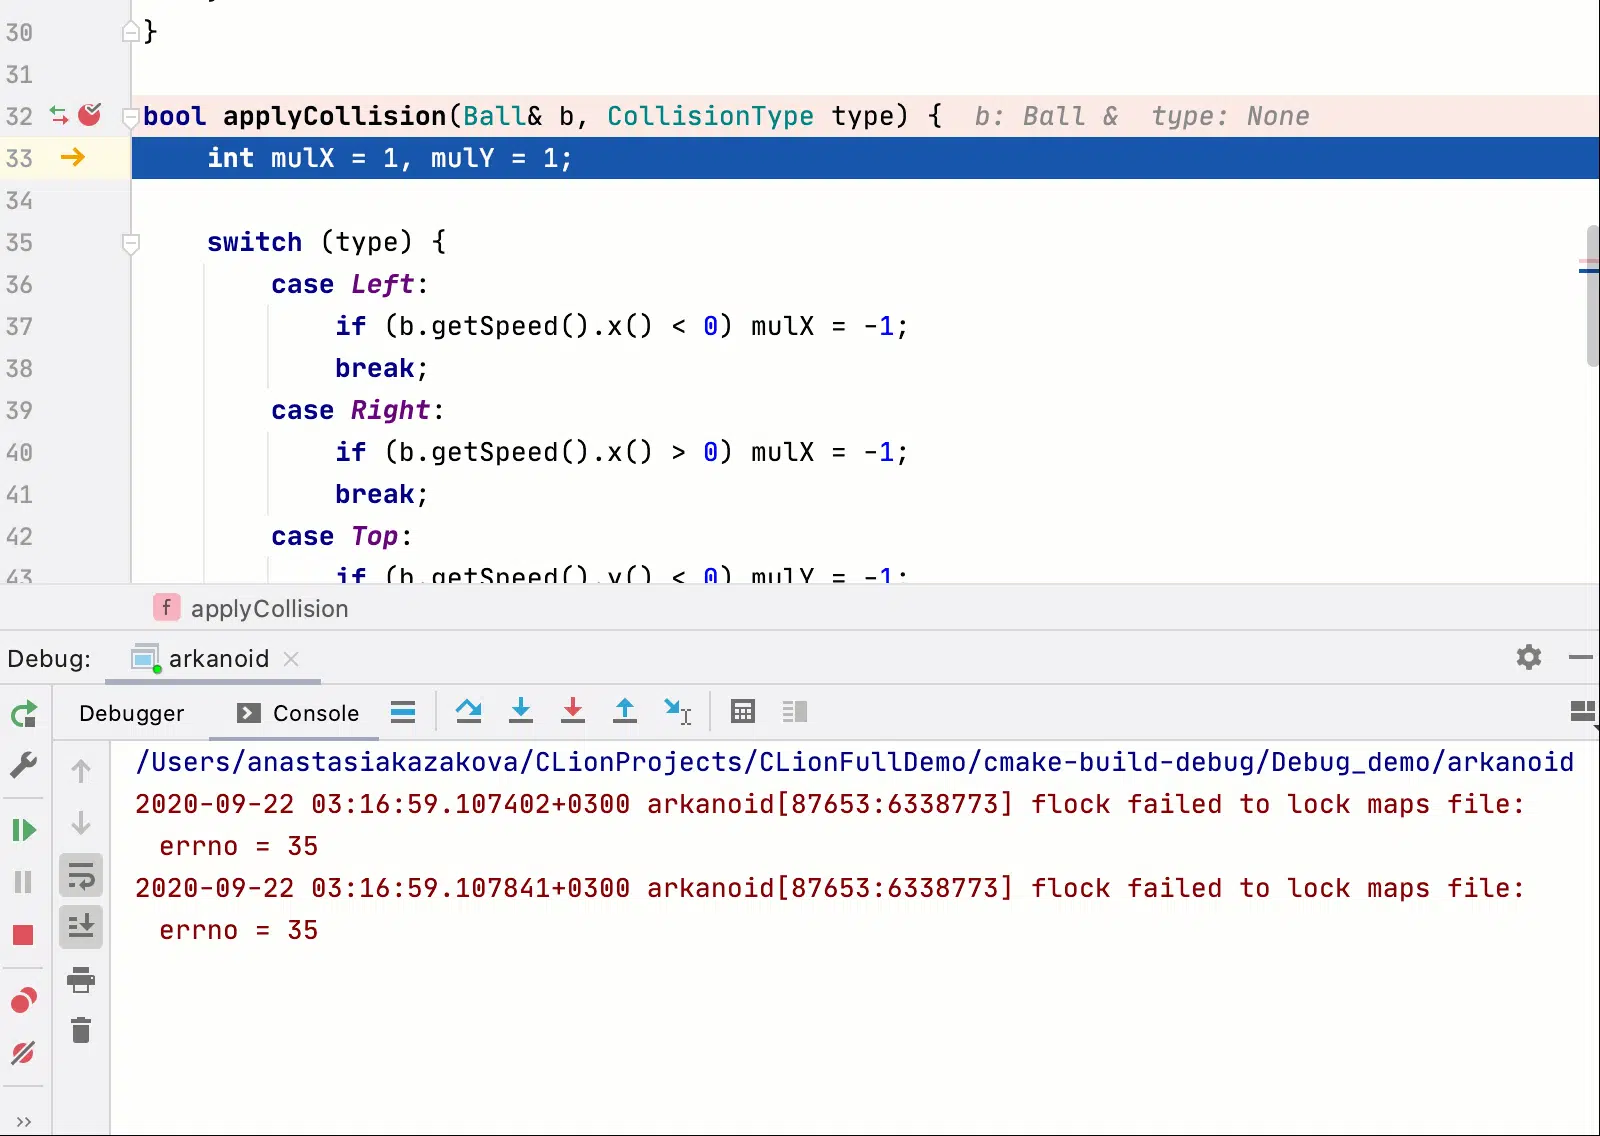 30 }
31
32 bool applyCollision(Ball& b, CollisionType type) { b: Ball & type: None
33 int mulX = 1, mulY = 1;
34
35 switch (type) {
36 case Left:
37 if (b.getSpeed().x() < 0) mulX = -1;
38 break;
39 case Right:
40 if (b.getSpeed().x() > 0) mulX = -1;
41 break;
42 case Top:
43 if (b.getSpeed().y() < 0) mulY = -1;
f applyCollision
Debug: arkanoid
Debugger Console
/Users/anastasiakazakova/CLionProjects/CLionFullDemo/cmake-build-debug/Debug_demo/arkanoid
2020-09-22 03:16:59.107402+0300 arkanoid[87653:6338773] flock failed to lock maps file:
errno = 35
2020-09-22 03:16:59.107841+0300 arkanoid[87653:6338773] flock failed to lock maps file:
errno = 35